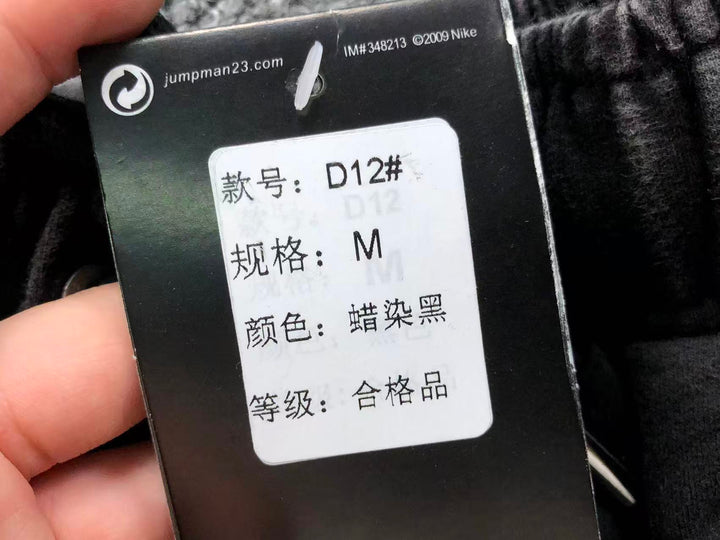 jumpman23.com
IM#348213 ©2009 Nike
款号：D12#
规格：M
颜色：蜡染黑
等级：合格品